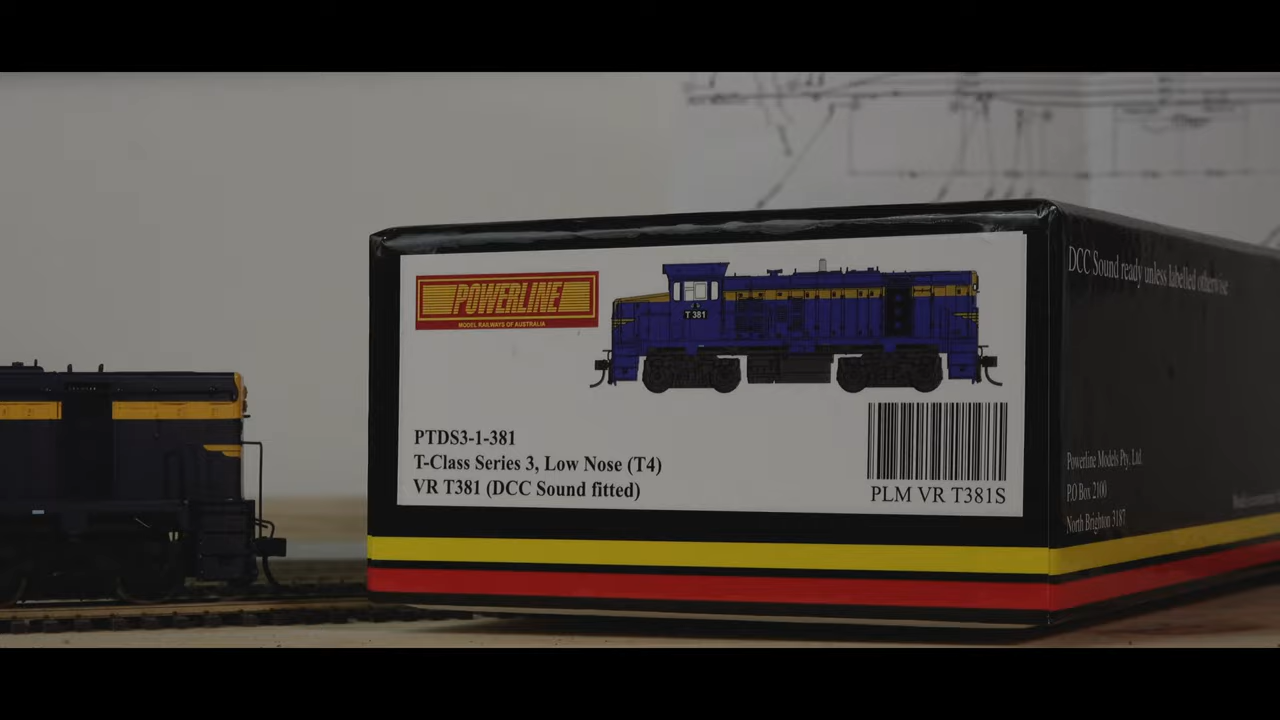 POWERLINE
MODEL RAILWAYS OF AUSTRALIA
T 381
PTDS3-1-381
T-Class Series 3, Low Nose (T4)
VR T381 (DCC Sound fitted)
PLM VR T381S
DCC Sound ready unless labelled otherwise
Powerline Models Pty. Ltd
P.O Box 2100
North Brighton 3187